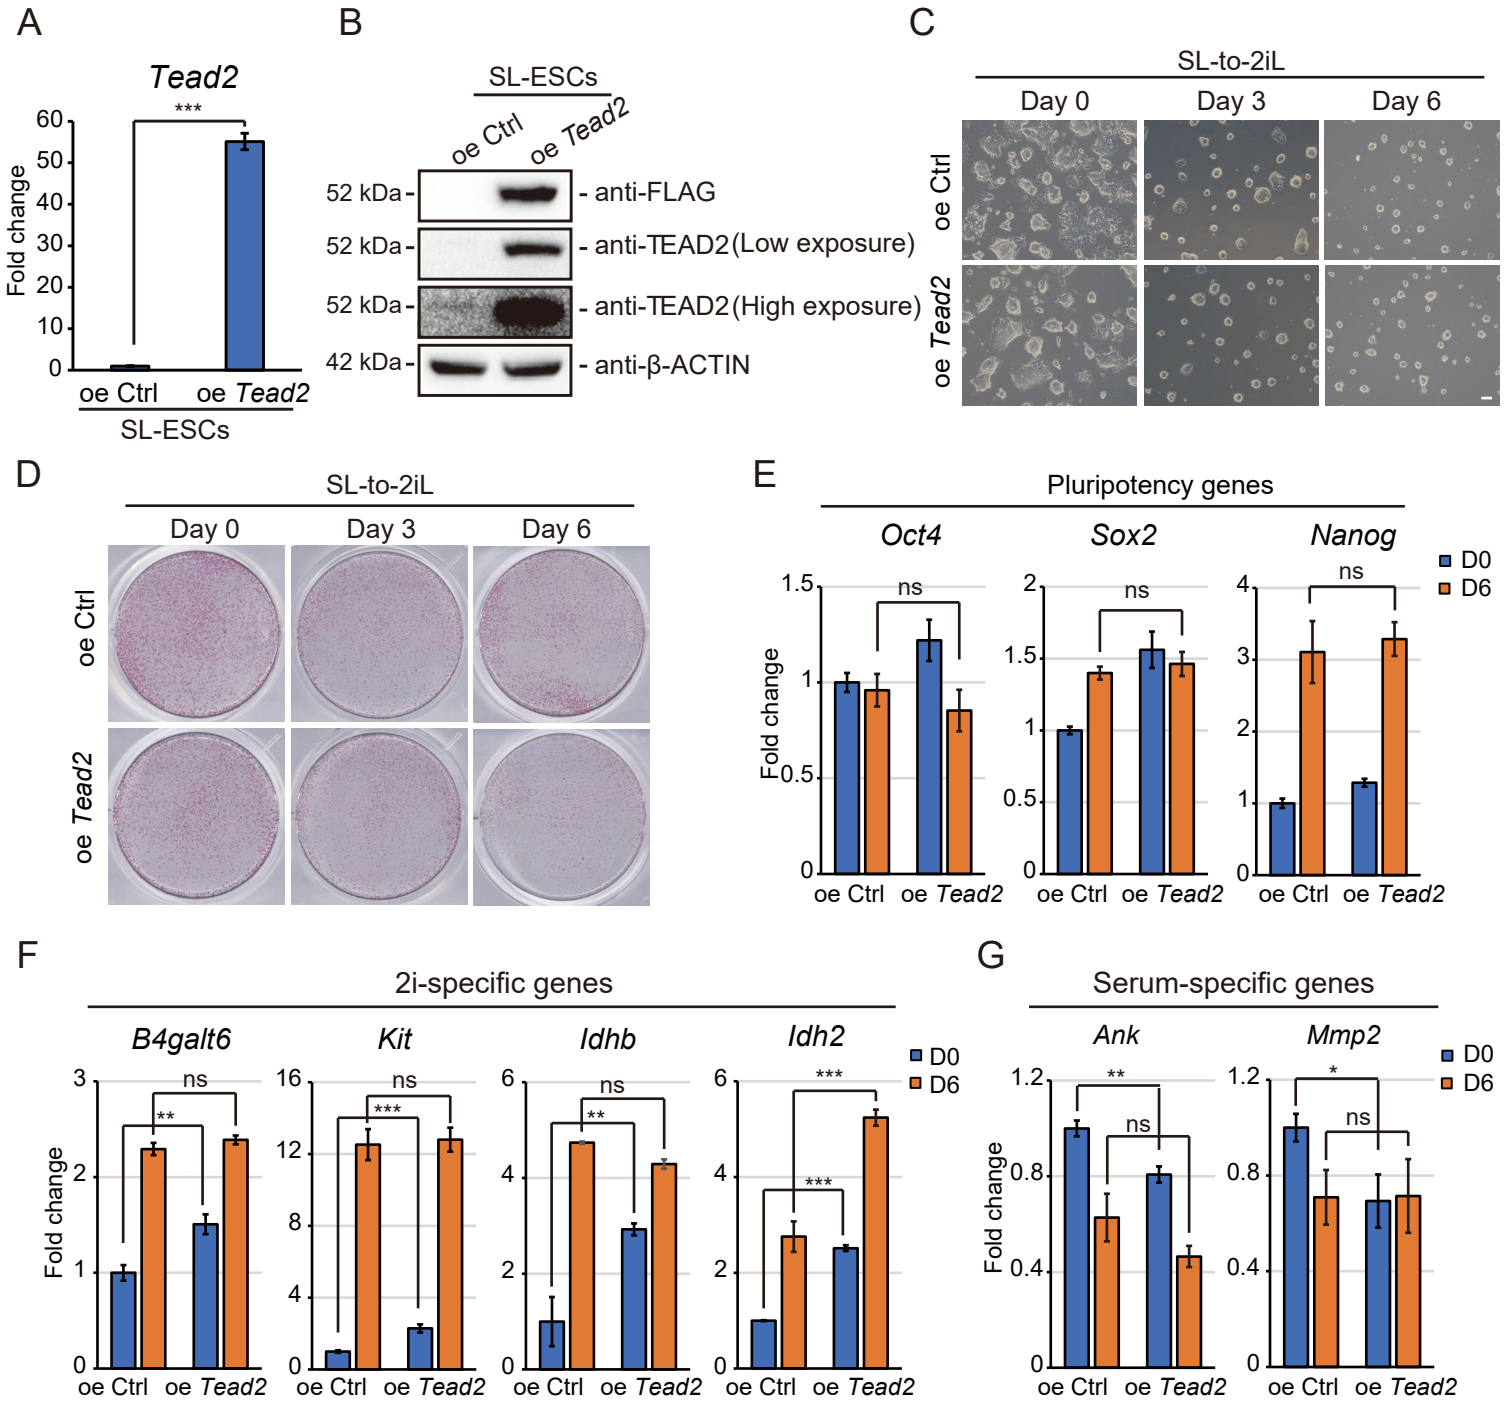 A
Tead2
***
Fold change
60
50
40
30
20
10
0
oe Ctrl oe Tead2
SL-ESCs
B
SL-ESCs
oe Ctrl
oe Tead2
52 kDa - - anti-FLAG
52 kDa - - anti-TEAD2 (Low exposure)
52 kDa - - anti-TEAD2 (High exposure)
42 kDa - - anti-β-ACTIN
C
SL-to-2iL
Day 0 Day 3 Day 6
oe Ctrl
oe Tead2
D
SL-to-2iL
Day 0 Day 3 Day 6
oe Ctrl
oe Tead2
E
Pluripotency genes
Oct4 Sox2 Nanog
D0
D6
Fold change
1.5
1
0.5
0
ns
oe Ctrl oe Tead2
2
1.5
1
0.5
0
ns
oe Ctrl oe Tead2
4
3
2
1
0
ns
oe Ctrl oe Tead2
F
2i-specific genes
B4galt6 Kit Idhb Idh2
D0
D6
Fold change
3
2
1
0
ns
**
oe Ctrl oe Tead2
16
12
8
4
0
ns
***
oe Ctrl oe Tead2
6
4
2
0
ns
**
oe Ctrl oe Tead2
6
4
2
0
***
***
oe Ctrl oe Tead2
G
Serum-specific genes
Ank Mmp2
D0
D6
Fold change
1.2
0.8
0.4
0
**
ns
oe Ctrl oe Tead2
1.2
0.8
0.4
0
*
ns
oe Ctrl oe Tead2